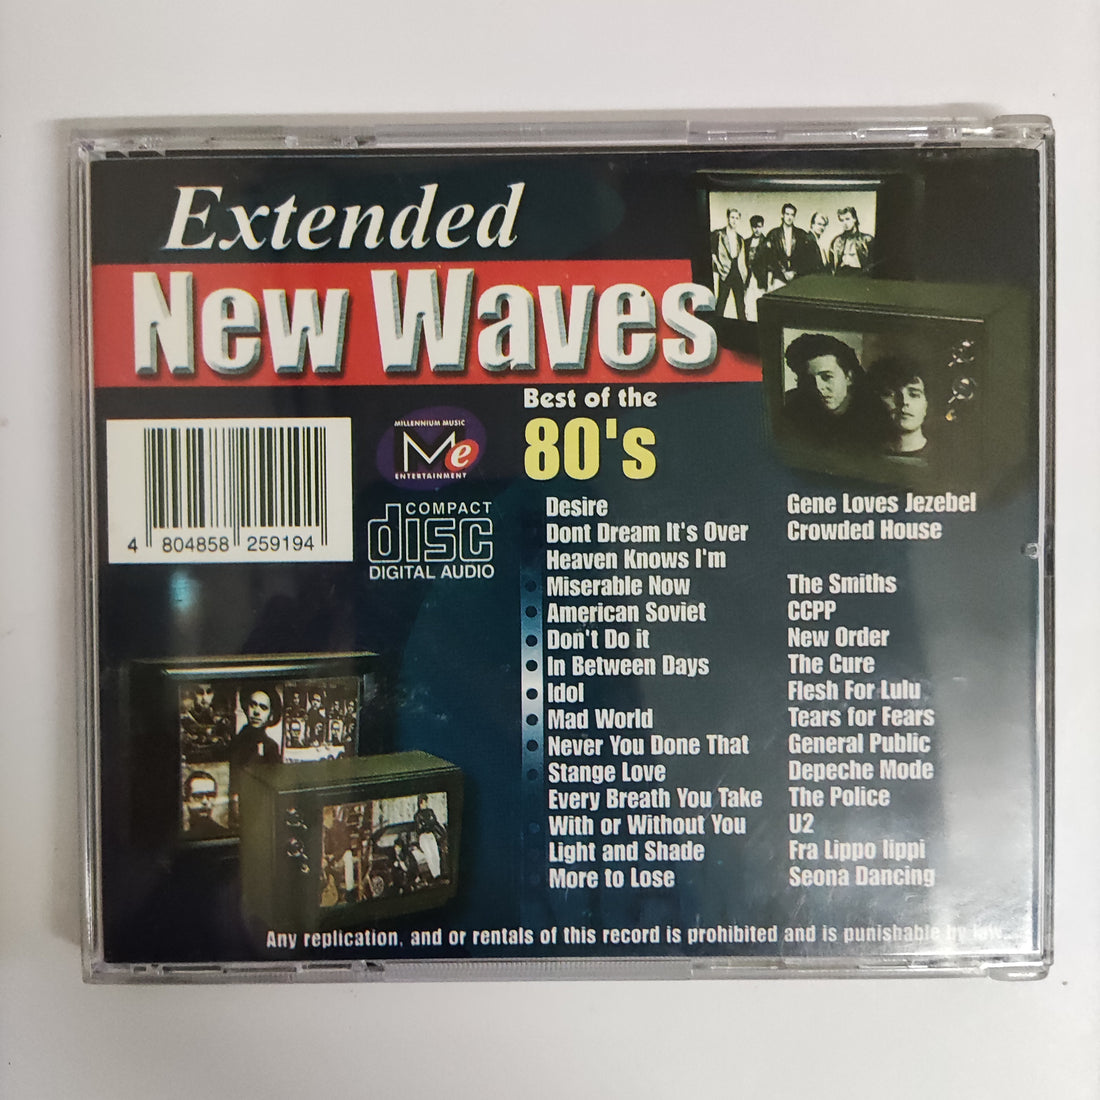 Extended
New Waves
Best of the
80's
MILLENNIUM MUSIC
Me
ENTERTAINMENT
4 804858 259194
COMPACT
disc
DIGITAL AUDIO
Desire Gene Loves Jezebel
Dont Dream It's Over Crowded House
Heaven Knows I'm
Miserable Now The Smiths
American Soviet CCPP
Don't Do it New Order
In Between Days The Cure
Idol Flesh For Lulu
Mad World Tears for Fears
Never You Done That General Public
Stange Love Depeche Mode
Every Breath You Take The Police
With or Without You U2
Light and Shade Fra Lippo lippi
More to Lose Seona Dancing
Any replication, and or rentals of this record is prohibited and is punishable by law...